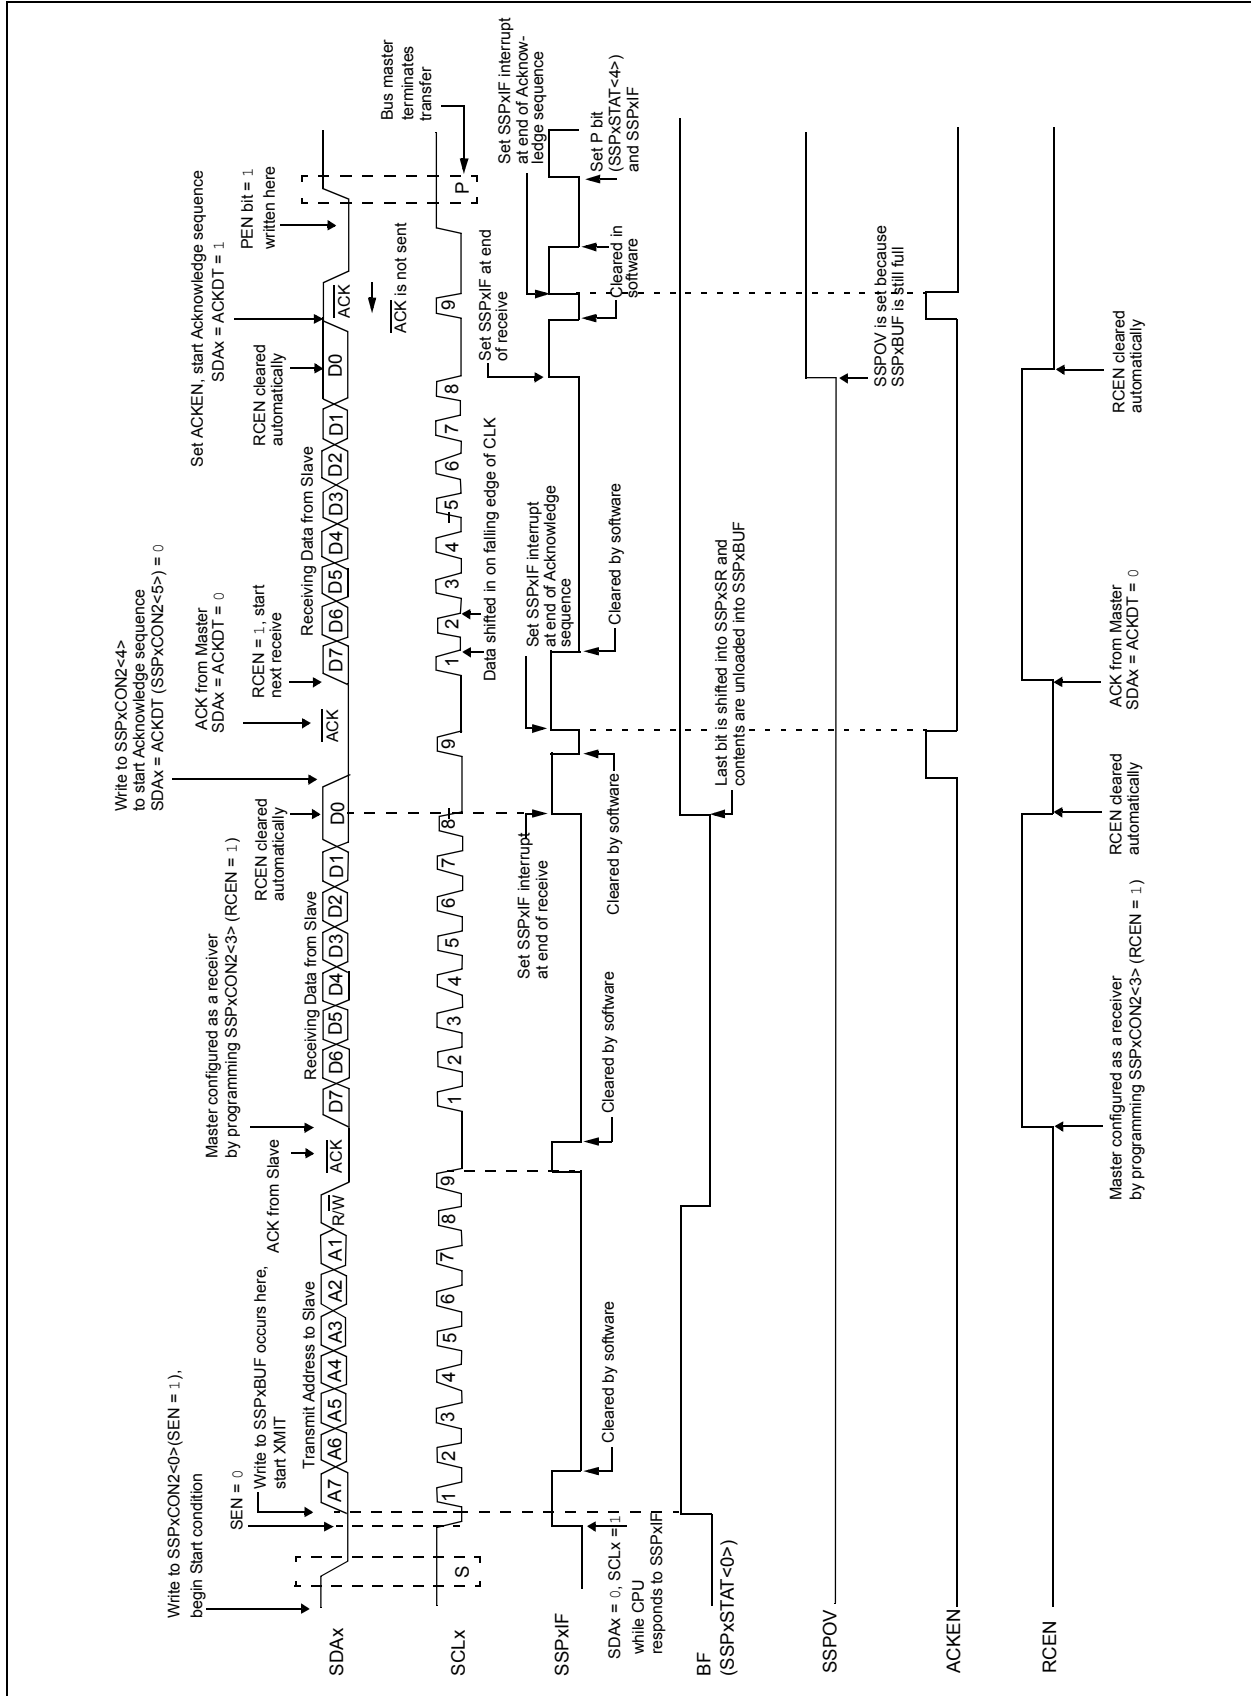 Write to SSPxCON2<0>(SEN = 1),
begin Start condition
SEN = 0
Write to SSPxBUF occurs here,
start XMIT
ACK from Slave
Master configured as a receiver
by programming SSPxCON2<3> (RCEN = 1)
RCEN cleared
automatically
Write to SSPxCON2<4>
to start Acknowledge sequence
SDAx = ACKDT (SSPxCON2<5>) = 0
ACK from Master
SDAx = ACKDT = 0
RCEN = 1, start
next receive
RCEN cleared
automatically
Set ACKEN, start Acknowledge sequence
SDAx = ACKDT = 1
PEN bit = 1
written here
Transmit Address to Slave
Receiving Data from Slave
Receiving Data from Slave
SDAx
A7 A6 A5 A4 A3 A2 A1 R/W ACK D7 D6 D5 D4 D3 D2 D1 D0 ACK D7 D6 D5 D4 D3 D2 D1 D0 ACK
ACK is not sent
Bus master
terminates
transfer
SCLx
S 1 2 3 4 5 6 7 8 9 1 2 3 4 5 6 7 8 9 1 2 3 4 5 6 7 8 9 P
Data shifted in on falling edge of CLK
Set SSPxIF interrupt
at end of receive
Set SSPxIF interrupt
at end of Acknowledge
sequence
Set SSPxIF at end
of receive
Set SSPxIF interrupt
at end of Acknow-
ledge sequence
SSPxIF
SDAx = 0, SCLx = 1
while CPU
responds to SSPxIF
Cleared by software
Cleared by software
Cleared by software
Cleared by software
Cleared in
software
Set P bit
(SSPxSTAT<4>)
and SSPxIF
BF
(SSPxSTAT<0>)
Last bit is shifted into SSPxSR and
contents are unloaded into SSPxBUF
SSPOV
SSPOV is set because
SSPxBUF is still full
ACKEN
RCEN
Master configured as a receiver
by programming SSPxCON2<3> (RCEN = 1)
RCEN cleared
automatically
ACK from Master
SDAx = ACKDT = 0
RCEN cleared
automatically